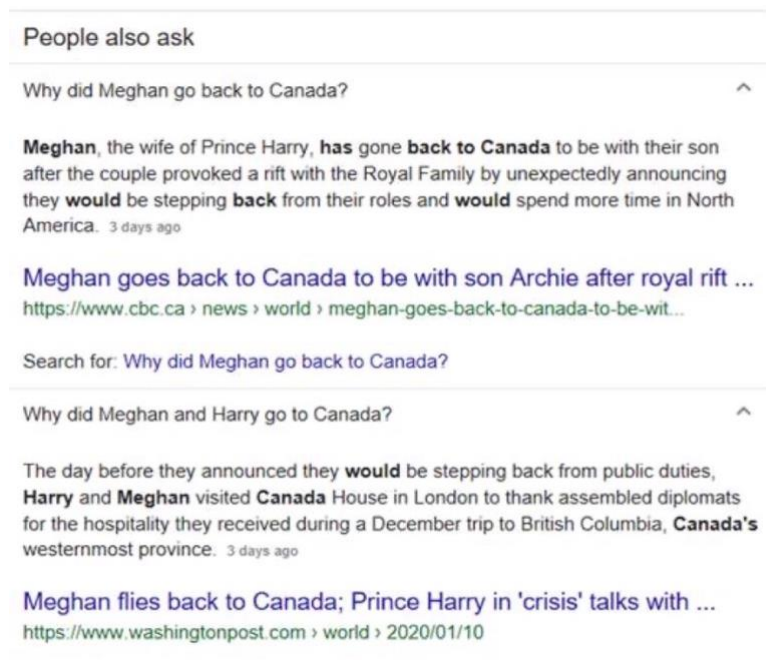 People also ask
Why did Meghan go back to Canada?
Meghan, the wife of Prince Harry, has gone back to Canada to be with their son
after the couple provoked a rift with the Royal Family by unexpectedly announcing
they would be stepping back from their roles and would spend more time in North
America. 3 days ago
Meghan goes back to Canada to be with son Archie after royal rift ...
https://www.cbc.ca › news › world › meghan-goes-back-to-canada-to-be-wit...
Search for: Why did Meghan go back to Canada?
Why did Meghan and Harry go to Canada?
The day before they announced they would be stepping back from public duties,
Harry and Meghan visited Canada House in London to thank assembled diplomats
for the hospitality they received during a December trip to British Columbia, Canada's
westernmost province. 3 days ago
Meghan flies back to Canada; Prince Harry in 'crisis' talks with ...
https://www.washingtonpost.com › world › 2020/01/10